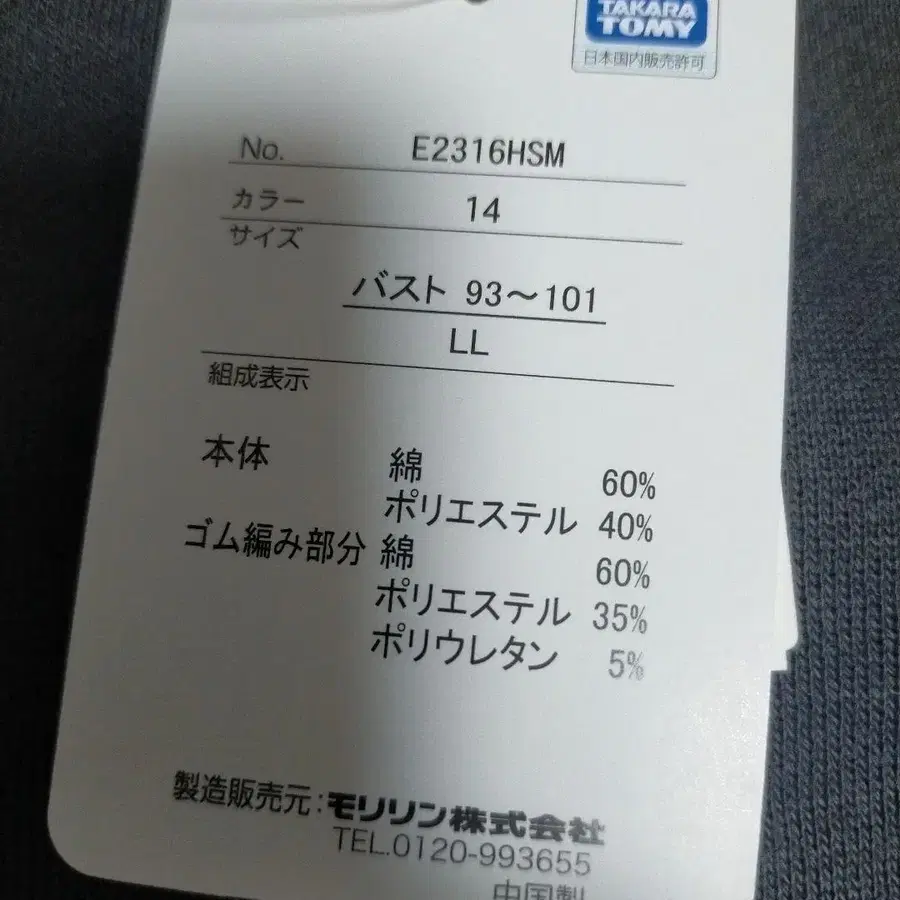 TAKARA
TOMY
日本国内販売許可
No. E2316HSM
カラー 14
サイズ
バスト 93～101
LL
組成表示
本体 綿 60%
ポリエステル 40%
ゴム編み部分 綿 60%
ポリエステル 35%
ポリウレタン 5%
製造販売元:モリリン株式会社
TEL.0120-993655
中国製